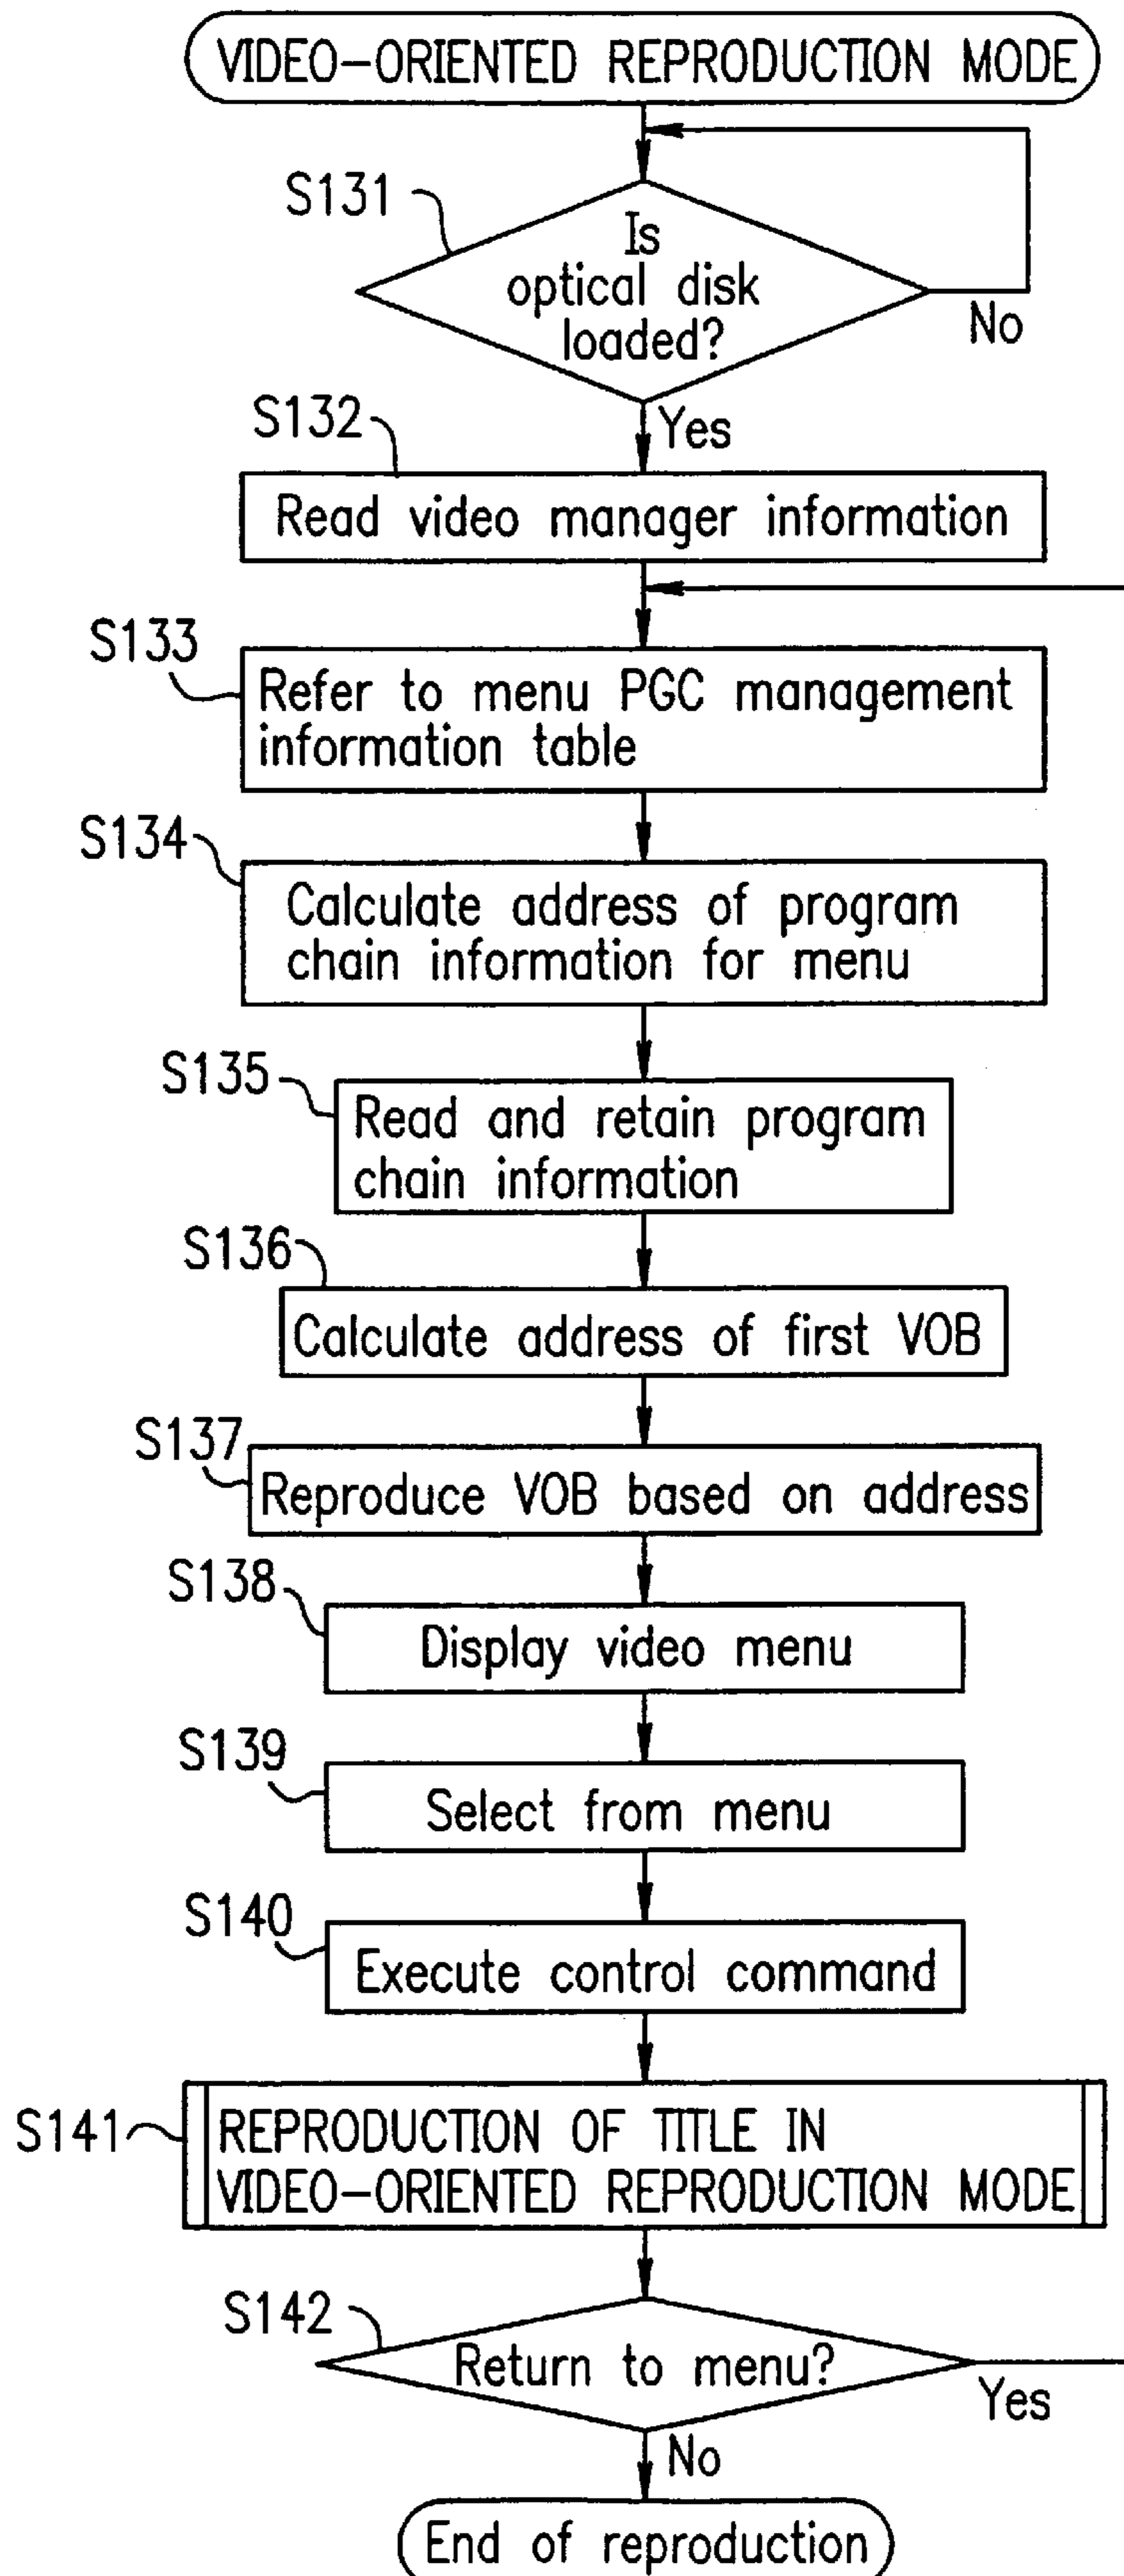 VIDEO-ORIENTED REPRODUCTION MODE
S131
Is
optical disk
loaded?
No
Yes
S132
Read video manager information
S133
Refer to menu PGC management
information table
S134
Calculate address of program
chain information for menu
S135
Read and retain program
chain information
S136
Calculate address of first VOB
S137
Reproduce VOB based on address
S138
Display video menu
S139
Select from menu
S140
Execute control command
S141
REPRODUCTION OF TITLE IN
VIDEO-ORIENTED REPRODUCTION MODE
S142
Return to menu?
Yes
No
End of reproduction